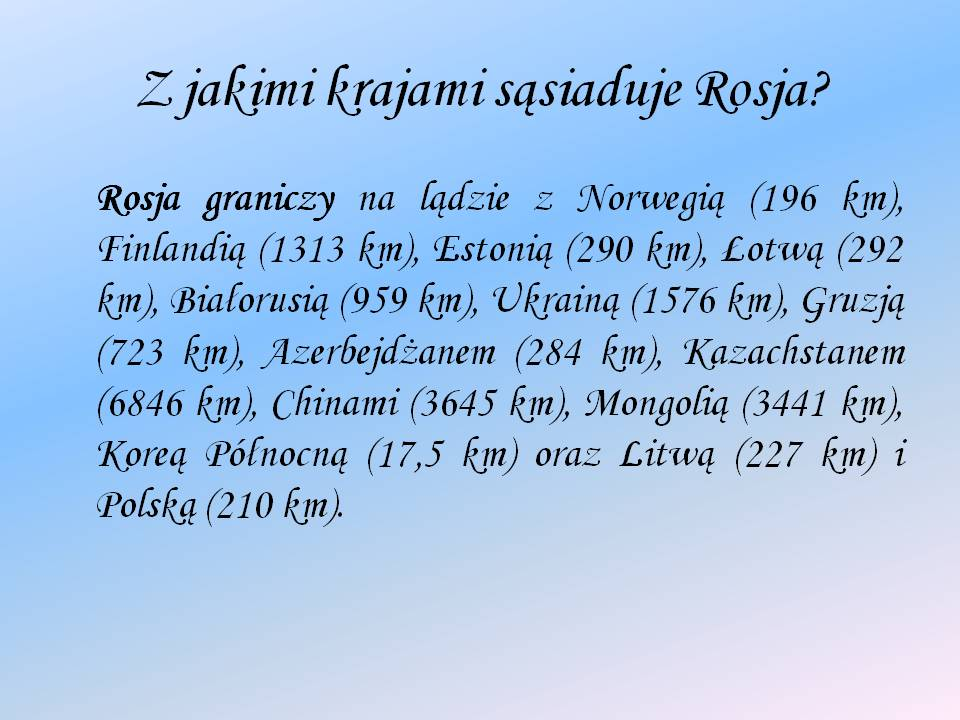 Z jakimi krajami sąsiaduje Rosja?
Rosja graniczy na lądzie z Norwegią (196 km),
Finlandią (1313 km), Estonią (290 km), Łotwą (292
km), Białorusią (959 km), Ukrainą (1576 km), Gruzją
(723 km), Azerbejdżanem (284 km), Kazachstanem
(6846 km), Chinami (3645 km), Mongolią (3441 km),
Koreą Północną (17,5 km) oraz Litwą (227 km) i
Polską (210 km).